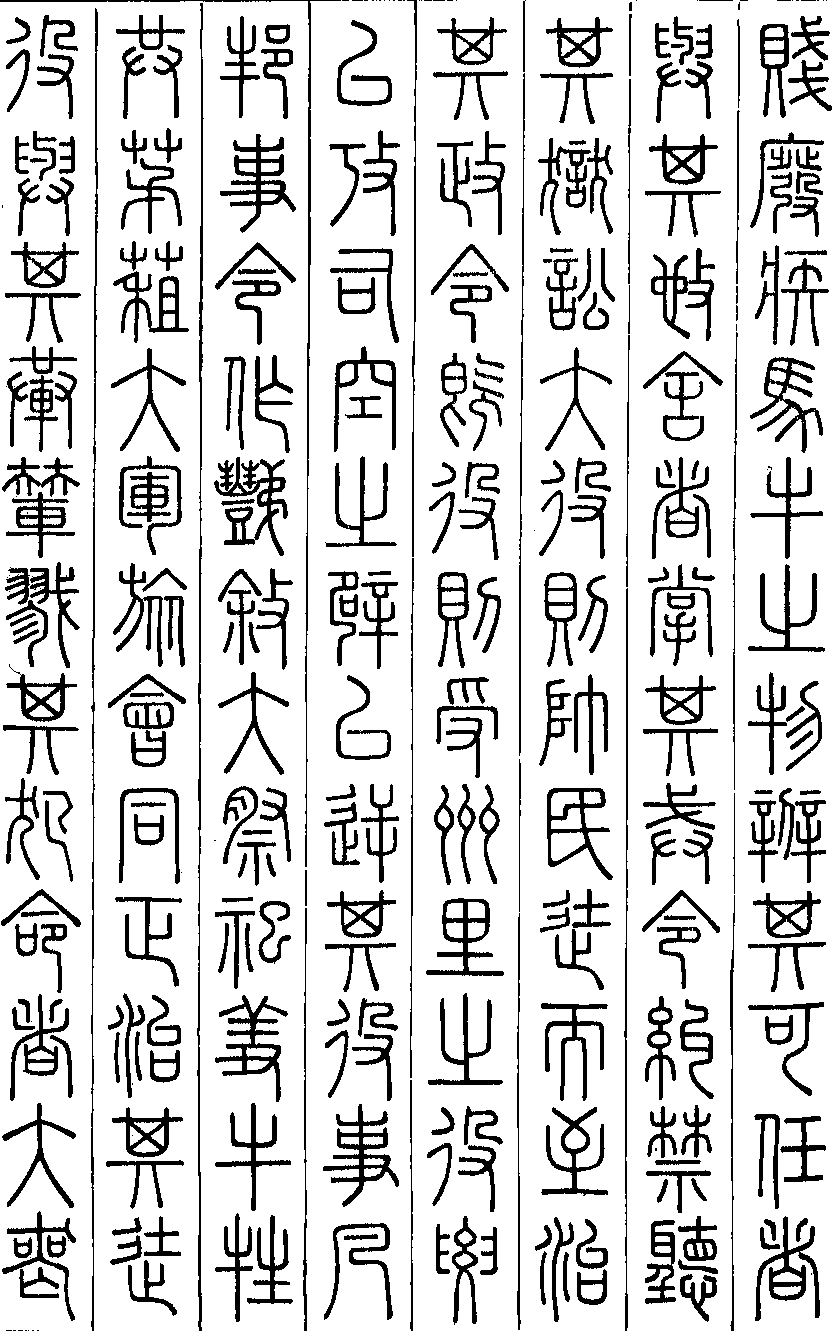 賤廢疾馬牛之物辨其可任者
與其𢻱舍者掌其戒令糾禁聽
其獄訟大役則帥民徒而至治
其政令既役則受州里之役要
以攷司空之辟以逆其役事凡
邦事令作豑敘大祭祀羞牛牲
共茅蒩大軍旅會同正治其徒
役與其輂輦戮其犯命者大喪